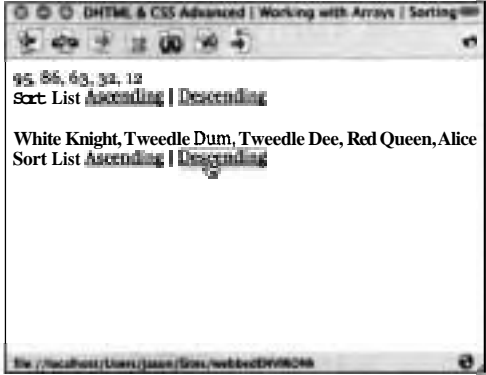 DHTML & CSS Advanced | Working with Arrays | Sorting
95, 86, 63, 32, 12
Sort List Ascending | Descending
White Knight, Tweedle Dum, Tweedle Dee, Red Queen, Alice
Sort List Ascending | Descending